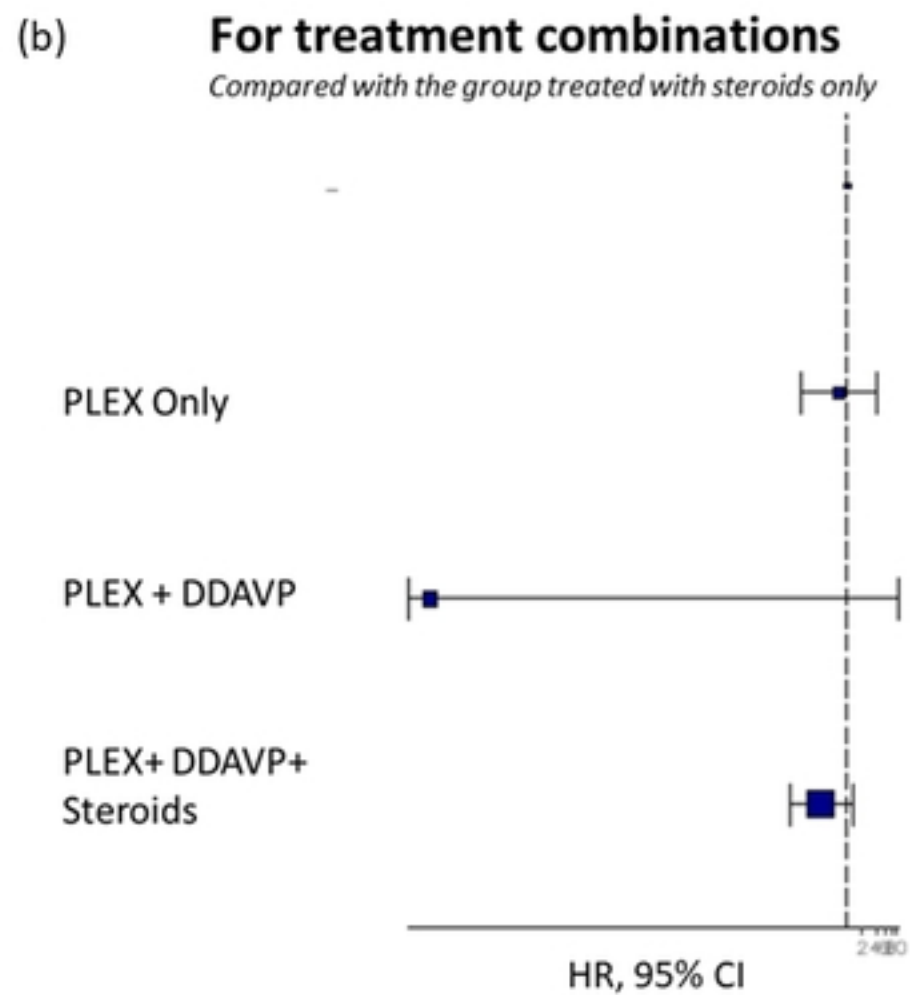 (b)
For treatment combinations
Compared with the group treated with steroids only
PLEX Only
PLEX + DDAVP
PLEX+ DDAVP+
Steroids
HR, 95% CI